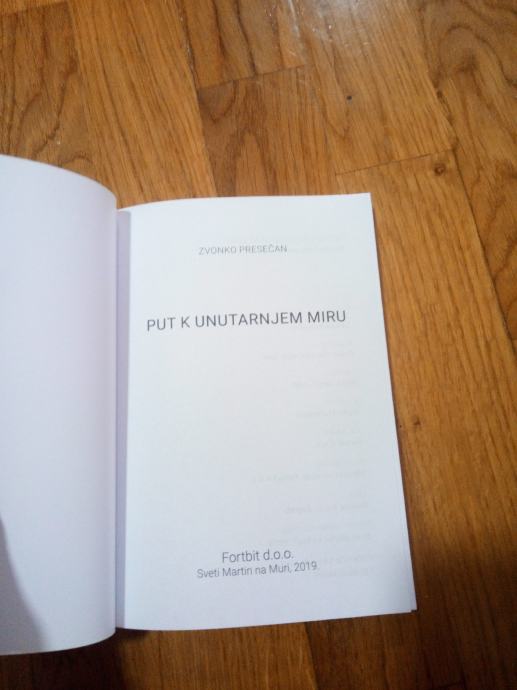 ZVONKO PRESEČAN
PUT K UNUTARNJEM MIRU
Fortbit d.o.o.
Sveti Martin na Muri, 2019.